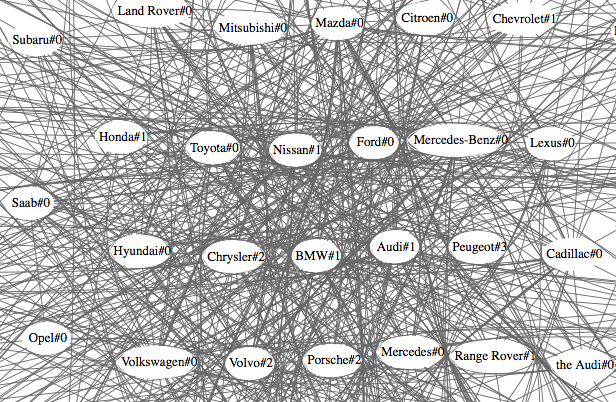 Land Rover#0
Mitsubishi#0
Mazda#0
Citroen#0
Chevrolet#1
Subaru#0
Honda#1
Toyota#0
Nissan#1
Ford#0
Mercedes-Benz#0
Lexus#0
Saab#0
Hyundai#0
Chrysler#2
BMW#1
Audi#1
Peugeot#3
Cadillac#0
Opel#0
Volkswagen#0
Volvo#2
Porsche#2
Mercedes#0
Range Rover#1
the Audi#0